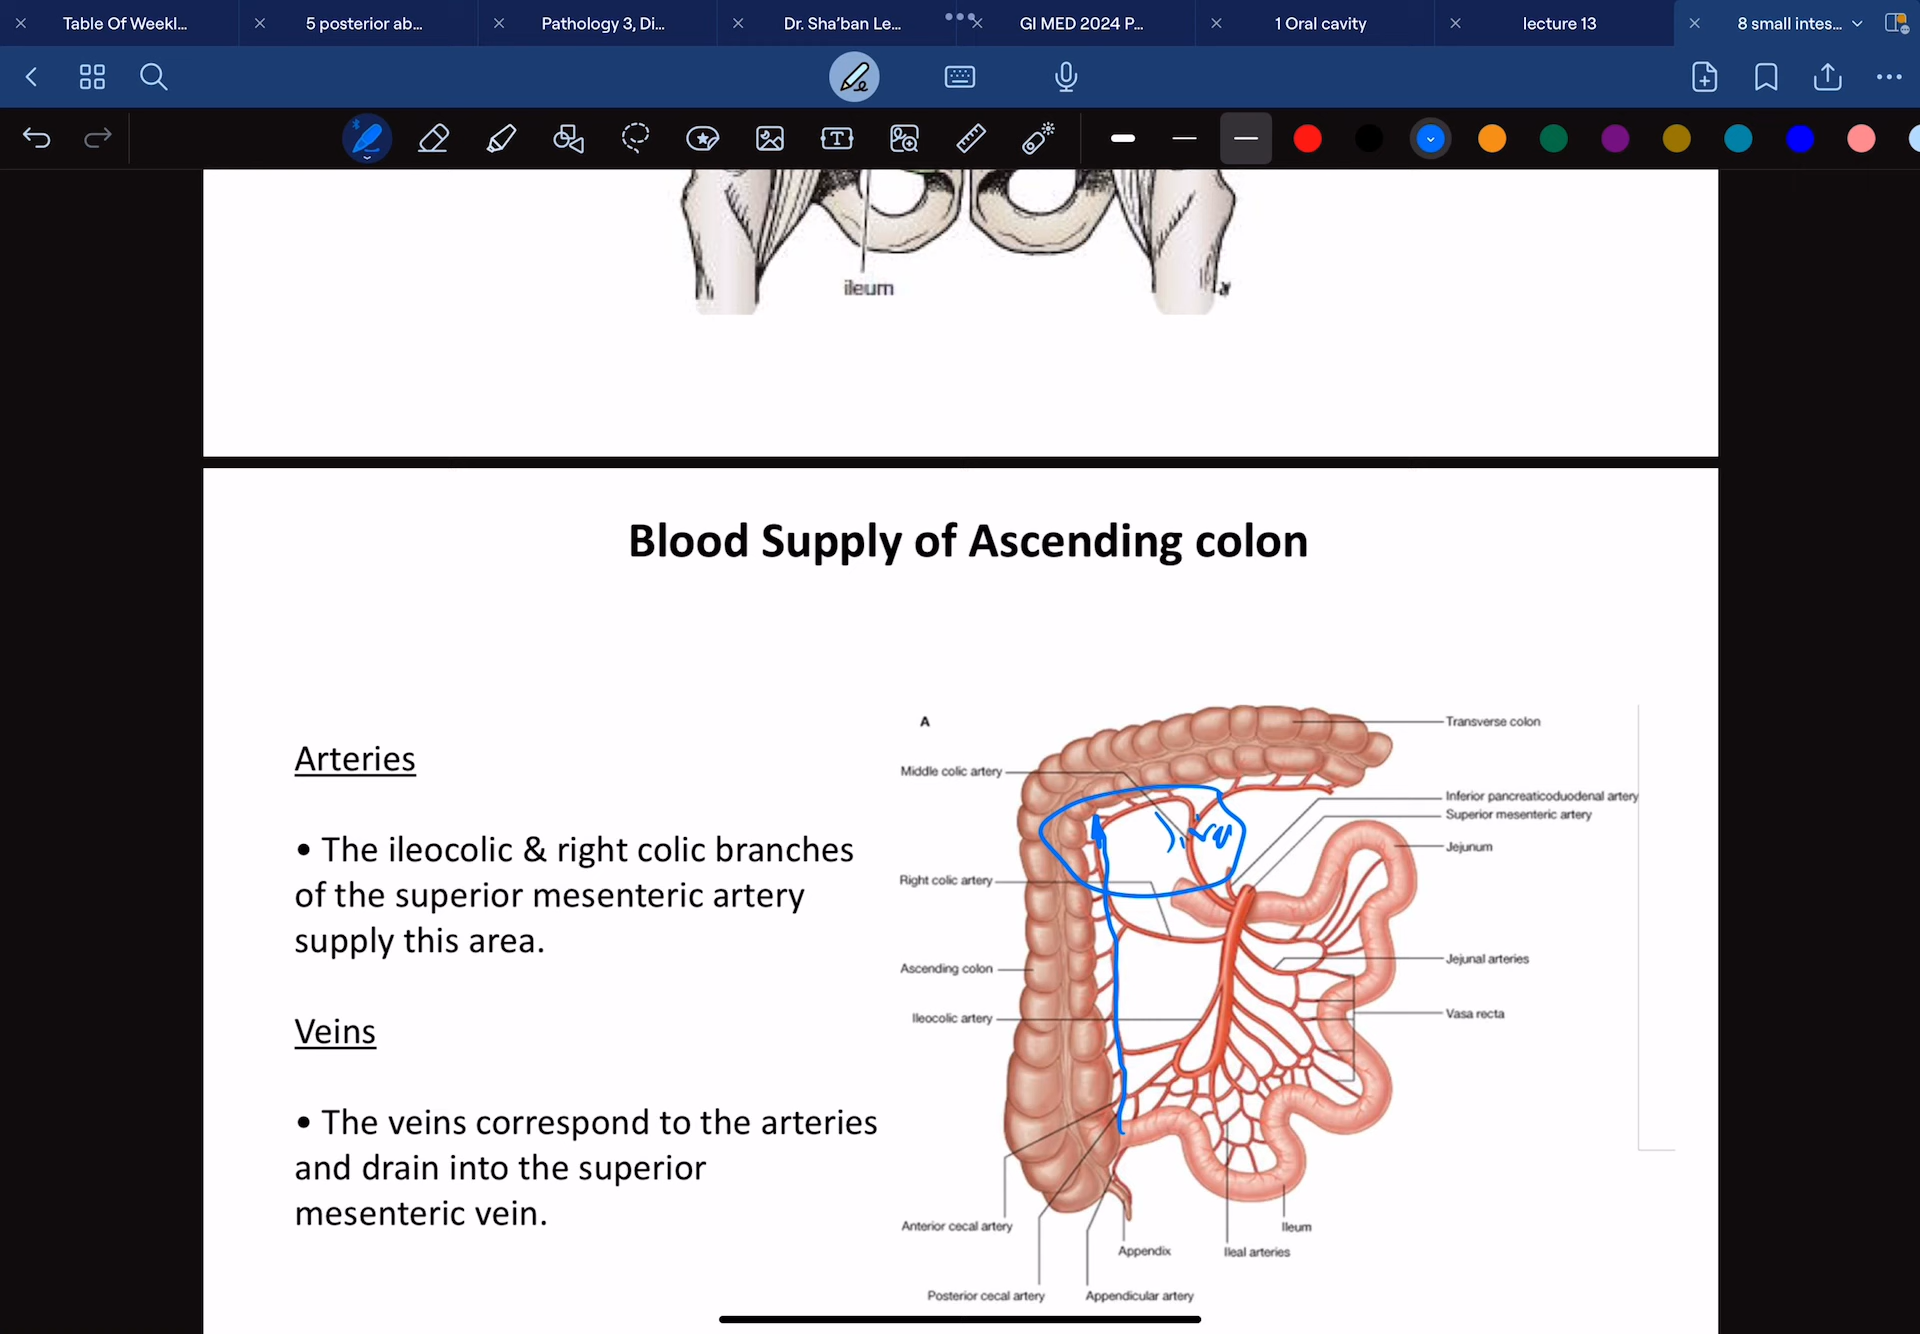 Table Of Weekl...
5 posterior ab...
Pathology 3, Di...
Dr. Sha'ban Le...
GI MED 2024 P...
1 Oral cavity
lecture 13
8 small intes...
ileum
Blood Supply of Ascending colon
Arteries
• The ileocolic & right colic branches
of the superior mesenteric artery
supply this area.
Veins
• The veins correspond to the arteries
and drain into the superior
mesenteric vein.
A
Transverse colon
Middle colic artery
Inferior pancreaticoduodenal artery
Superior mesenteric artery
Jejunum
Right colic artery
Jejunal arteries
Ascending colon
Ileocolic artery
Vasa recta
Anterior cecal artery
Ileum
Appendix
Ileal arteries
Posterior cecal artery
Appendicular artery